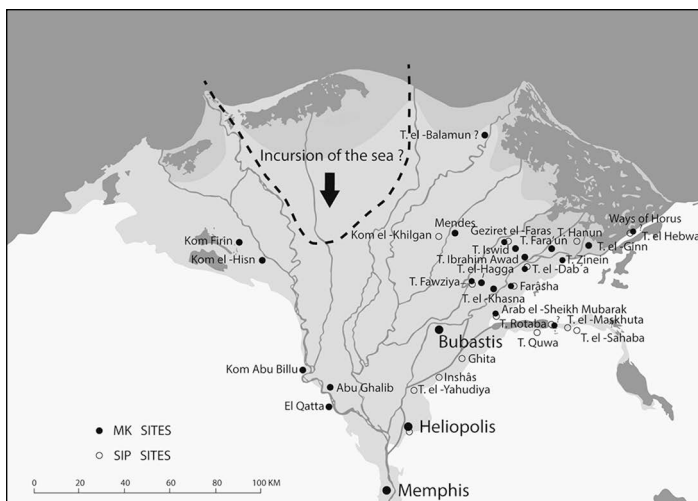 T. el -Balamun ?
Incursion of the sea ?
Ways of Horus
?
Mendes
Geziret el -Faras
T. Hanun
T. el Hebwa
Kom el -Khilgan
T. Fara'un
T. el -Ginn
Kom Firin
T. Iswid
T. Ibrahim Awad
T. Zinein
Kom el -Hisn
T. el -Hagga
T. el -Dab'a
T. Fawziya
Farâsha
T. el -Khasna
Arab el -Sheikh Mubarak
T. Rotaba
?
T. el -Maskhuta
Bubastis
T. el -Sahaba
T. Quwa
Ghita
Kom Abu Billu
Inshâs
Abu Ghalib
T. el -Yahudiya
El Qatta
MK SITES
Heliopolis
SIP SITES
0 20 40 60 80 100 KM
Memphis